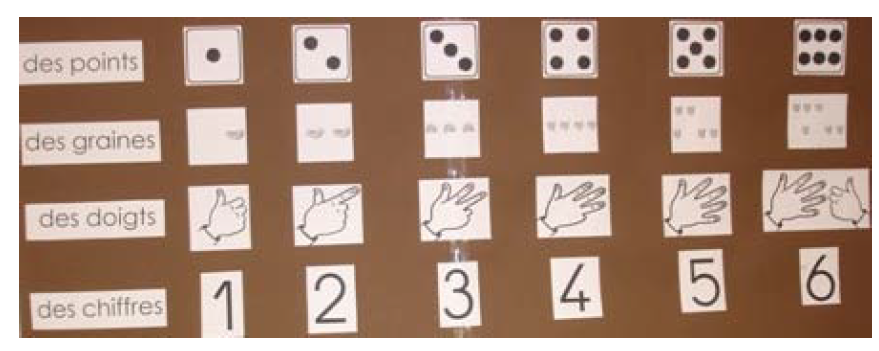 des points
des graines
des doigts
des chiffres 1 2 3 4 5 6